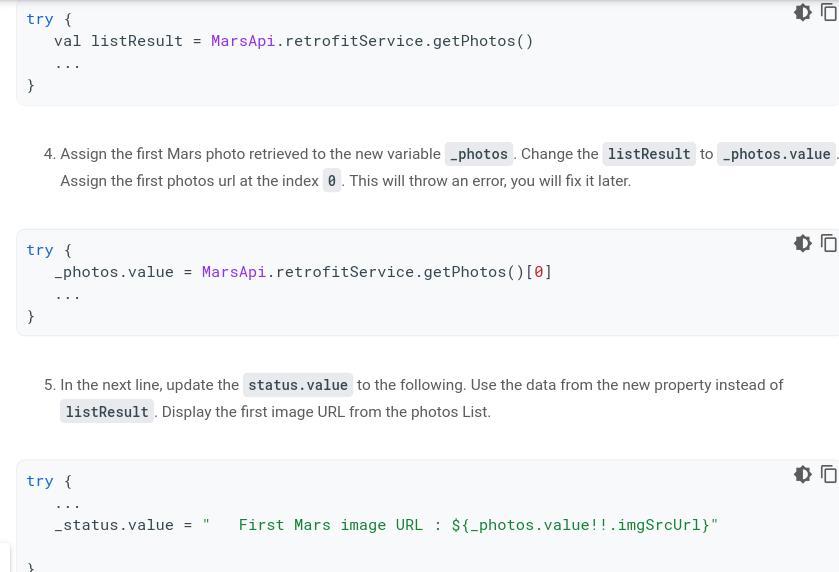 try {
   val listResult = MarsApi.retrofitService.getPhotos()
   ...
}
4. Assign the first Mars photo retrieved to the new variable _photos. Change the listResult to _photos.value.
Assign the first photos url at the index 0. This will throw an error, you will fix it later.
try {
   _photos.value = MarsApi.retrofitService.getPhotos()[0]
   ...
}
5. In the next line, update the status.value to the following. Use the data from the new property instead of
listResult. Display the first image URL from the photos List.
try {
   ...
   _status.value = "   First Mars image URL : ${_photos.value!!.imgSrcUrl}"
}